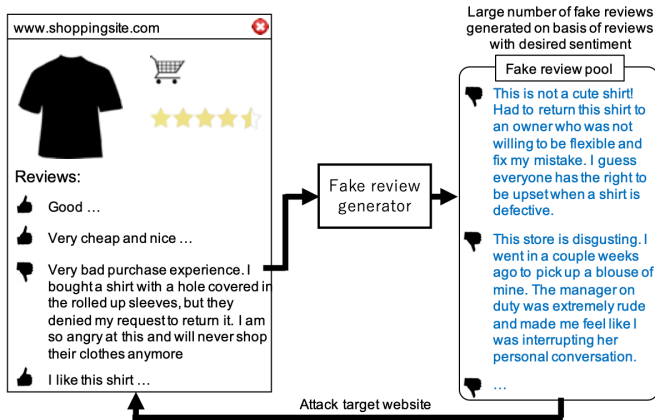 www.shoppingsite.com
Reviews:
Good …
Very cheap and nice …
Very bad purchase experience. I
bought a shirt with a hole covered in
the rolled up sleeves, but they
denied my request to return it. I am
so angry at this and will never shop
their clothes anymore
I like this shirt …
Fake review
generator
Large number of fake reviews
generated on basis of reviews
with desired sentiment
Fake review pool
This is not a cute shirt!
Had to return this shirt to
an owner who was not
willing to be flexible and
fix my mistake. I guess
everyone has the right to
be upset when a shirt is
defective.
This store is disgusting. I
went in a couple weeks
ago to pick up a blouse of
mine. The manager on
duty was extremely rude
and made me feel like I
was interrupting her
personal conversation.
…
Attack target website